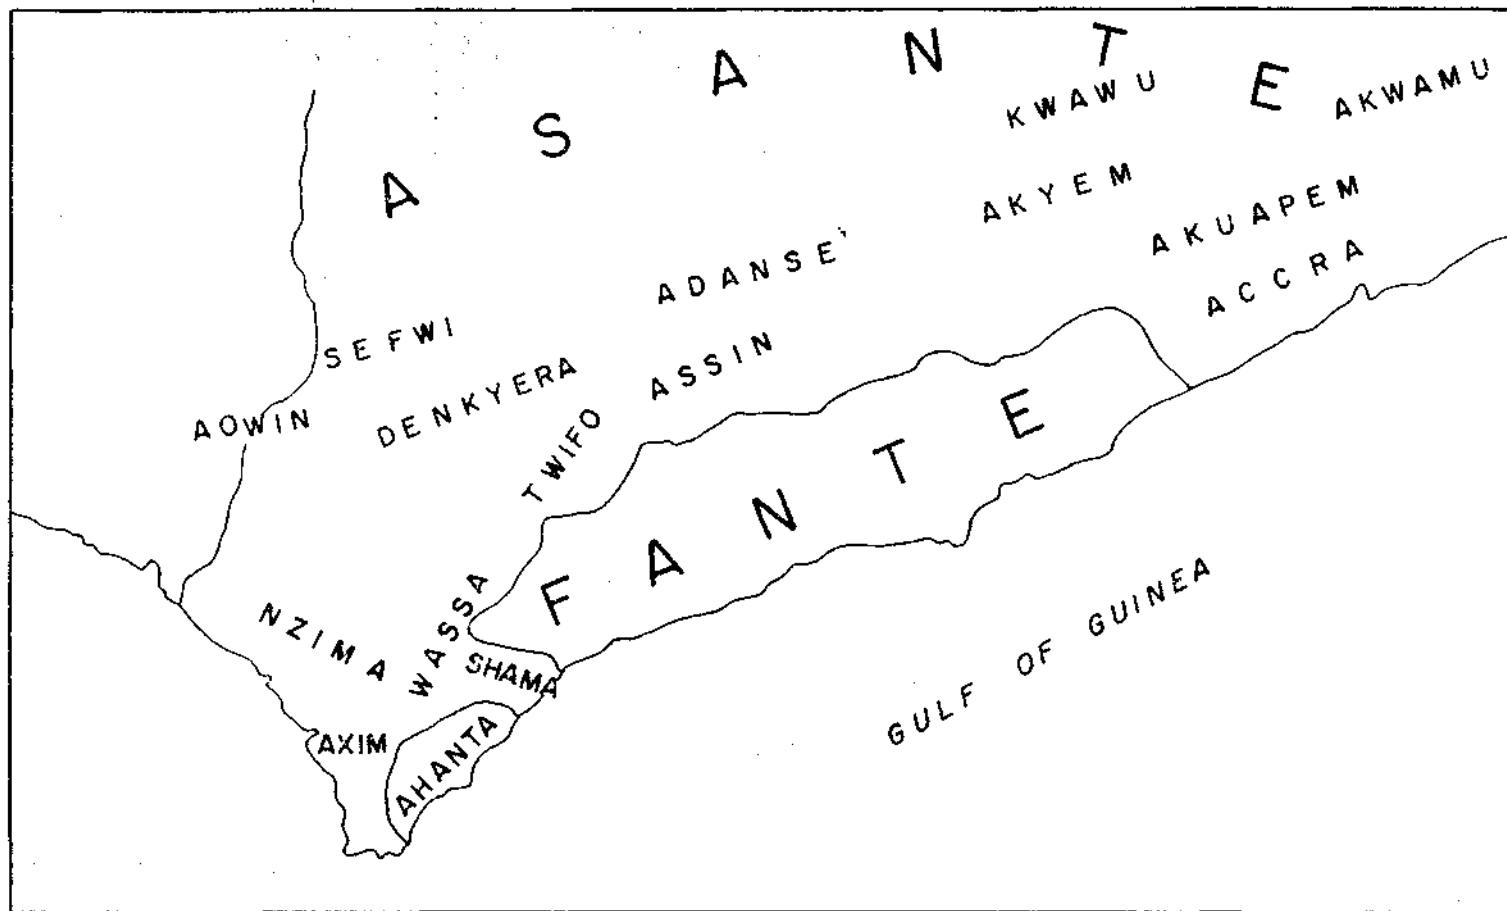 ASANTE
KWAWU
AKWAMU
AKYEM
AKUAPEM
ADANSE
ACCRA
SEFWI
ASSIN
DENKYERA
AOWIN
TWIFO
FANTE
NZIMA
WASSA
SHAMA
GULF OF GUINEA
AXIM
AHANTA